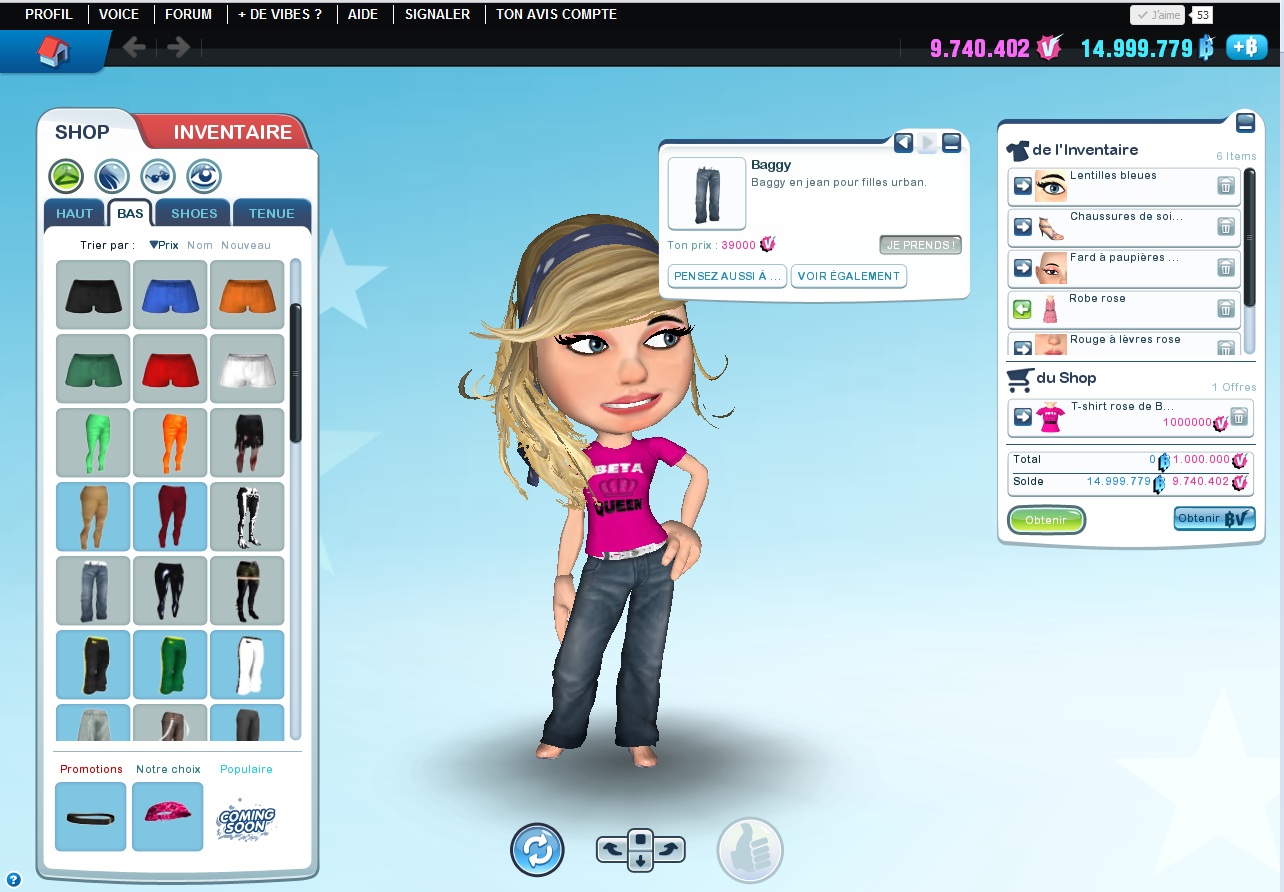 PROFIL VOICE FORUM + DE VIBES ? AIDE SIGNALER TON AVIS COMPTE
J'aime 53
9.740.402 V 14.999.779 B +B
SHOP INVENTAIRE
HAUT BAS SHOES TENUE
Trier par : ▼Prix Nom Nouveau
Promotions Notre choix Populaire
COMING
SOON
?
BETA
QUEEN
Baggy
Baggy en jean pour filles urban.
Ton prix : 39000 V
JE PRENDS !
PENSEZ AUSSI À ... VOIR ÉGALEMENT
de l'Inventaire
6 Items
Lentilles bleues
Chaussures de soi...
Fard à paupières ...
Robe rose
Rouge à lèvres rose
du Shop
1 Offres
T-shirt rose de B...
1000000 V
Total 0 B 1.000.000 V
Solde 14.999.779 B 9.740.402 V
Obtenir Obtenir BV